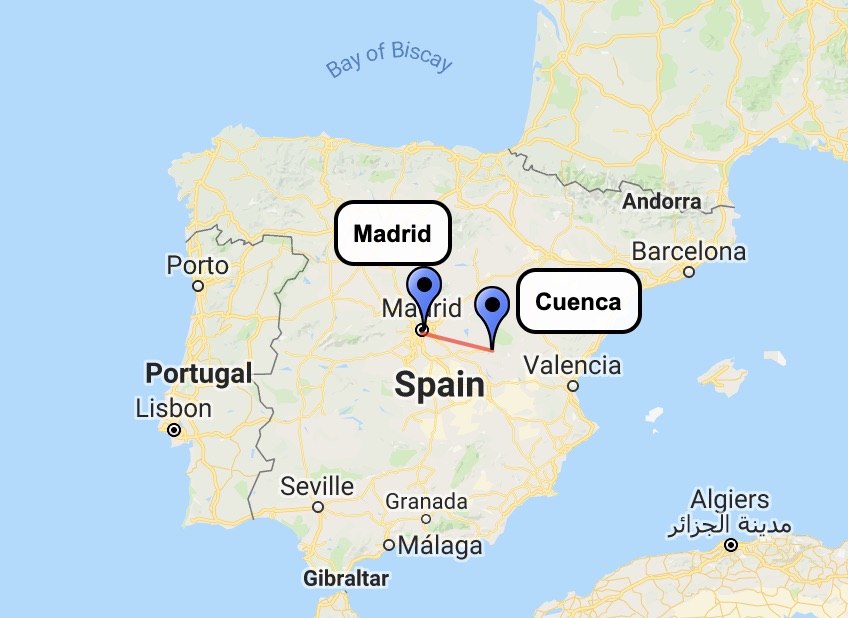 Bay of Biscay
Andorra
Madrid
Barcelona
Porto
Cuenca
Madrid
Valencia
Portugal
Spain
Lisbon
Seville
Granada
Algiers
مدينة الجزائر
Málaga
Gibraltar